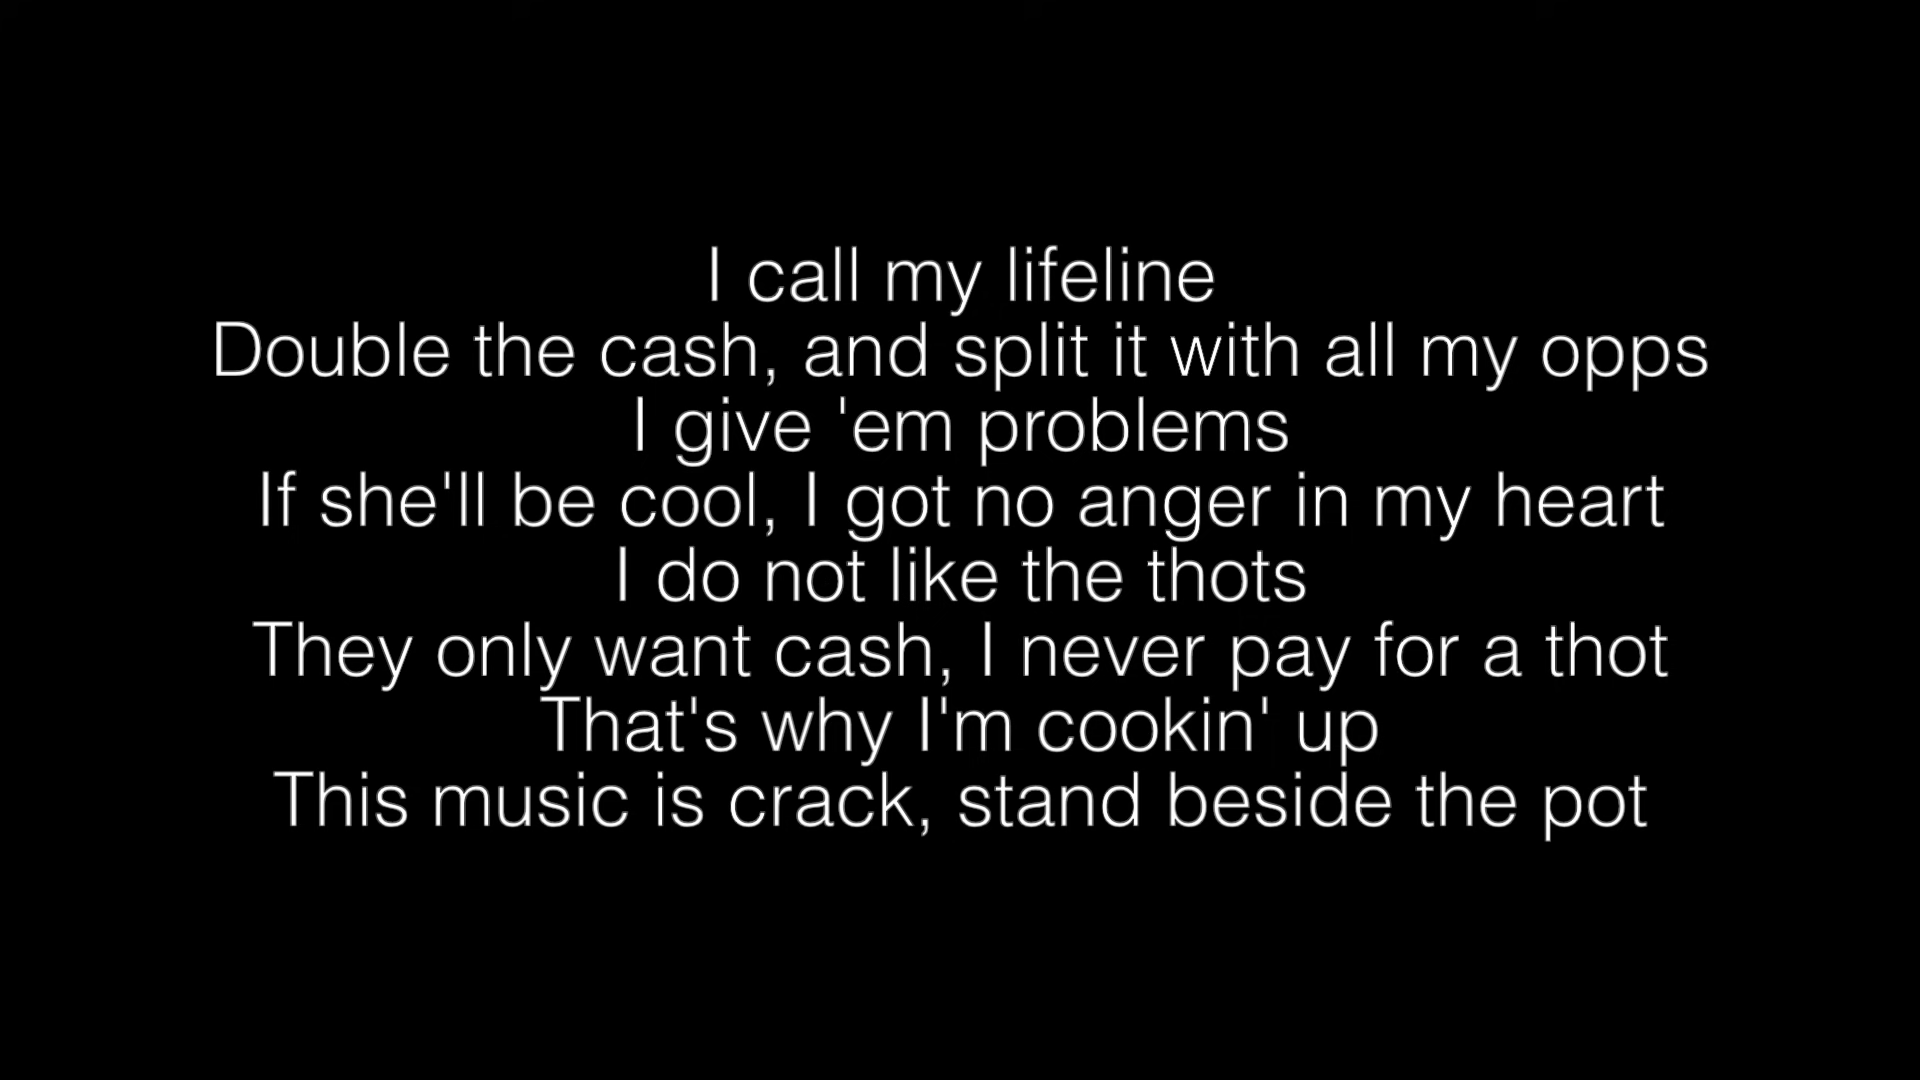 I call my lifeline
Double the cash, and split it with all my opps
I give 'em problems
If she'll be cool, I got no anger in my heart
I do not like the thots
They only want cash, I never pay for a thot
That's why I'm cookin' up
This music is crack, stand beside the pot